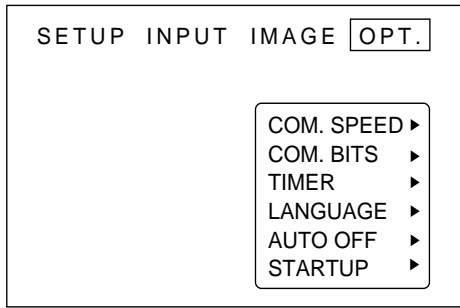 SETUP INPUT IMAGE OPT.
COM. SPEED
COM. BITS
TIMER
LANGUAGE
AUTO OFF
STARTUP